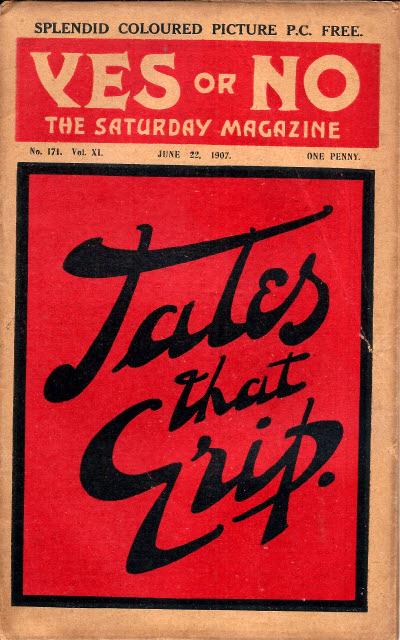 SPLENDID COLOURED PICTURE P.C. FREE.
YES OR NO
THE SATURDAY MAGAZINE
No. 171. Vol. XI. JUNE 22, 1907. ONE PENNY.
Tales
that
Grip.